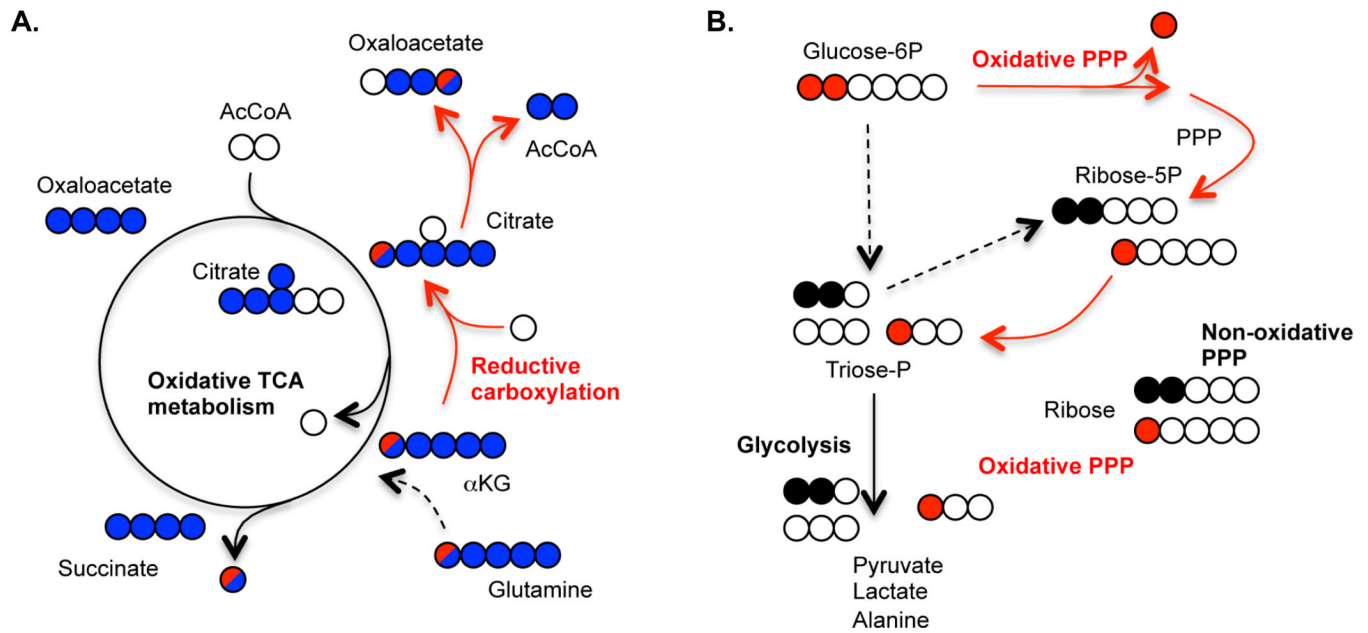 A.
Oxaloacetate
AcCoA
AcCoA
Oxaloacetate
Citrate
Citrate
Oxidative TCA
metabolism
Reductive
carboxylation
αKG
Succinate
Glutamine
B.
Glucose-6P
Oxidative PPP
PPP
Ribose-5P
Triose-P
Non-oxidative
PPP
Ribose
Glycolysis
Oxidative PPP
Pyruvate
Lactate
Alanine